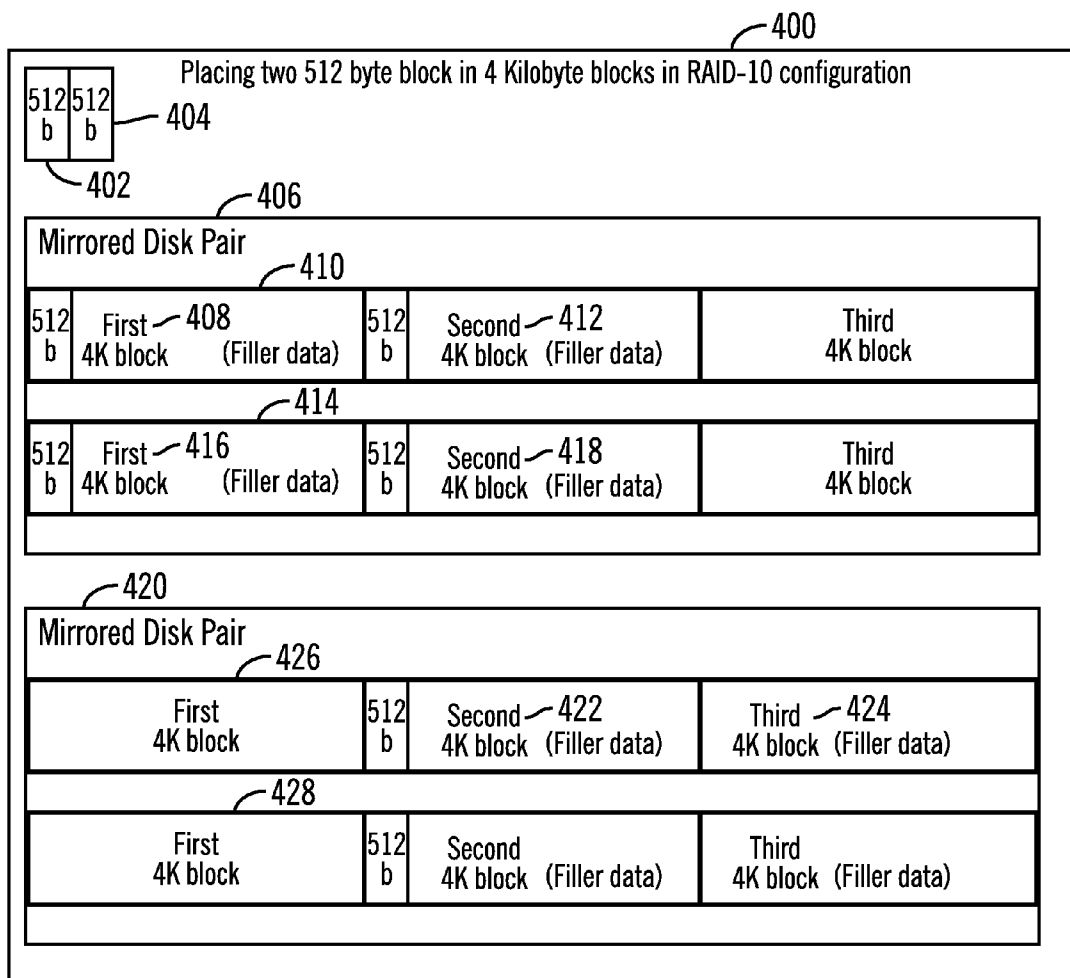 400
Placing two 512 byte block in 4 Kilobyte blocks in RAID-10 configuration
512 512
b b
404
402
406
Mirrored Disk Pair
410
512 First 408 512 Second 412 Third
b 4K block (Filler data) b 4K block (Filler data) 4K block
414
512 First 416 512 Second 418 Third
b 4K block (Filler data) b 4K block (Filler data) 4K block
420
Mirrored Disk Pair
426
First 512 Second 422 Third 424
4K block b 4K block (Filler data) 4K block (Filler data)
428
First 512 Second Third
4K block b 4K block (Filler data) 4K block (Filler data)